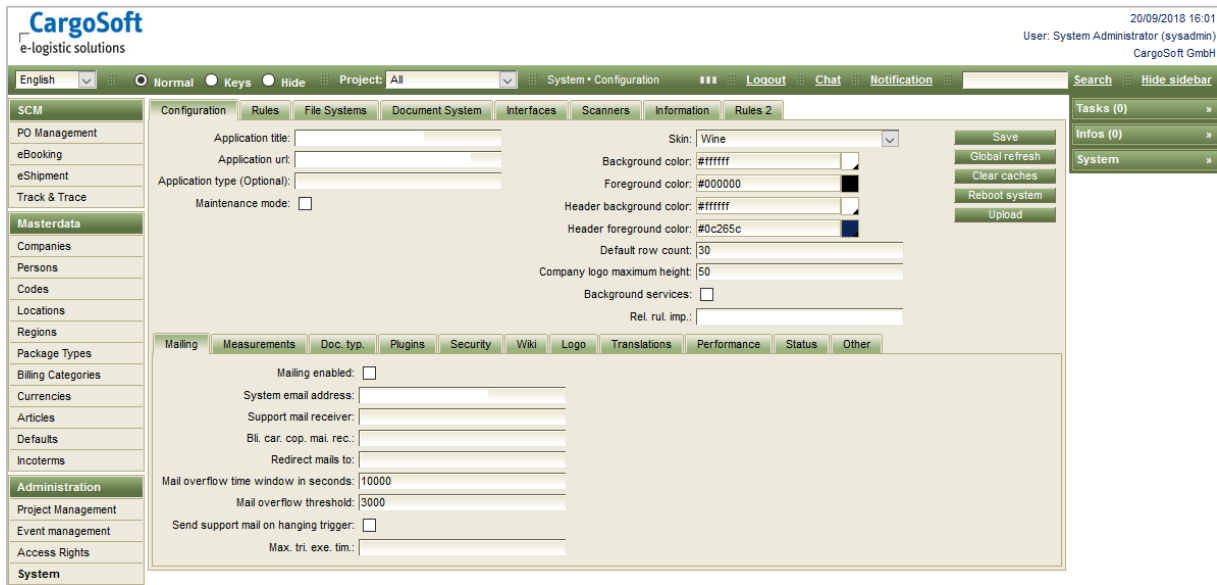 CargoSoft
e-logistic solutions
20/09/2018 16:01
User: System Administrator (sysadmin)
CargoSoft GmbH
English Normal Keys Hide Project: All System • Configuration Logout Chat Notification Search Hide sidebar
SCM
PO Management
eBooking
eShipment
Track & Trace
Masterdata
Companies
Persons
Codes
Locations
Regions
Package Types
Billing Categories
Currencies
Articles
Defaults
Incoterms
Administration
Project Management
Event management
Access Rights
System
Configuration Rules File Systems Document System Interfaces Scanners Information Rules 2
Application title:
Application url:
Application type (Optional):
Maintenance mode:
Skin: Wine
Background color: #ffffff
Foreground color: #000000
Header background color: #ffffff
Header foreground color: #0c265c
Default row count: 30
Company logo maximum height: 50
Background services:
Rel. rul. imp.:
Save
Global refresh
Clear caches
Reboot system
Upload
Mailing Measurements Doc. typ. Plugins Security Wiki Logo Translations Performance Status Other
Mailing enabled:
System email address:
Support mail receiver:
Bli. car. cop. mai. rec.:
Redirect mails to:
Mail overflow time window in seconds: 10000
Mail overflow threshold: 3000
Send support mail on hanging trigger:
Max. tri. exe. tim.:
Tasks (0) »
Infos (0) »
System »